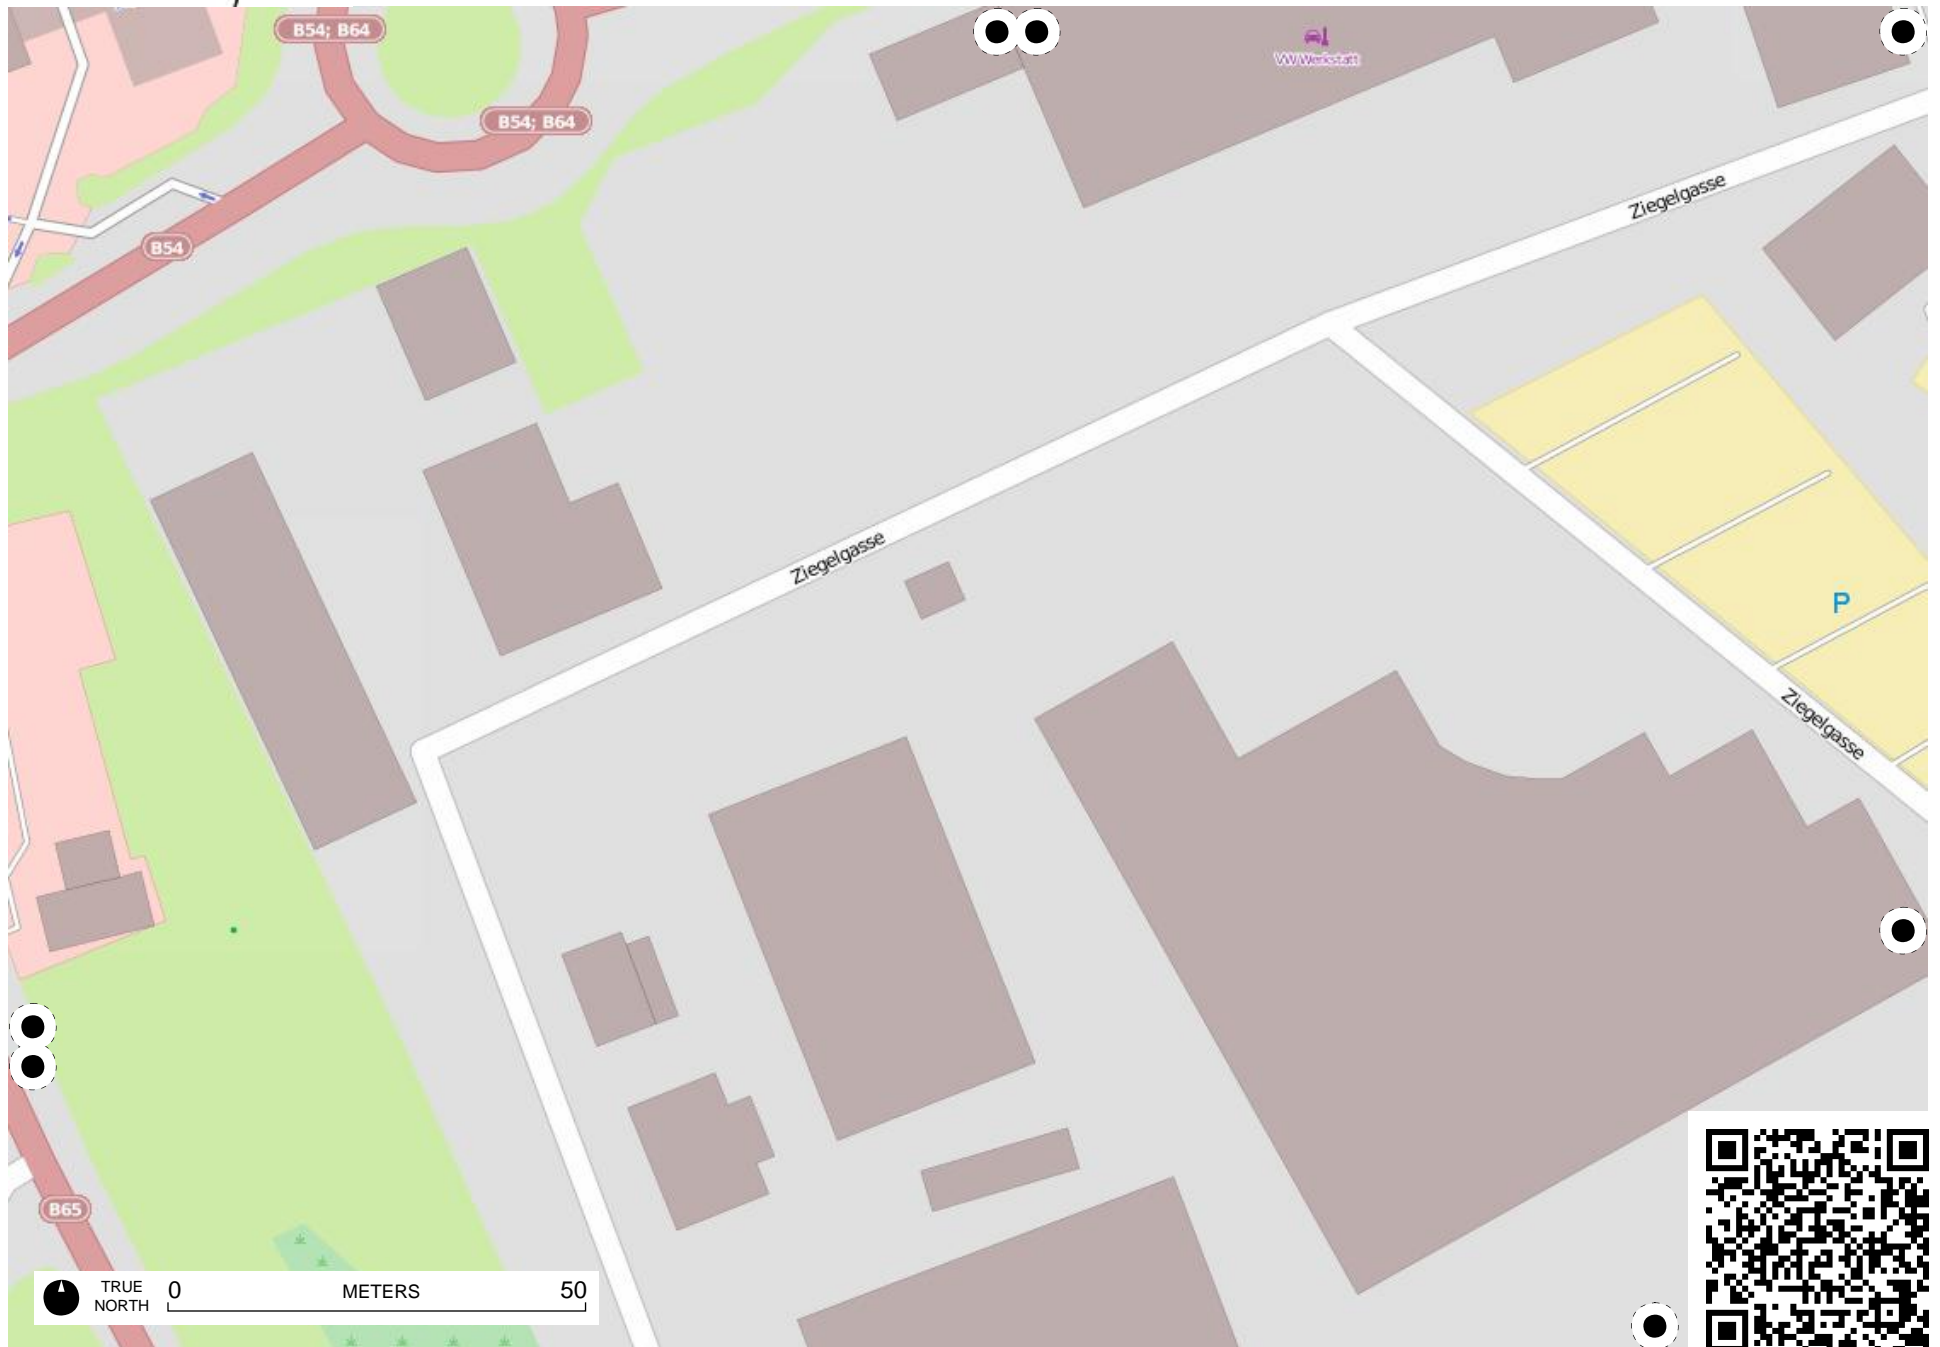 B54; B64
VW Werkstatt
B54; B64
Ziegelgasse
B54
Ziegelgasse
P
Ziegelgasse
B65
TRUE
NORTH
0 METERS 50